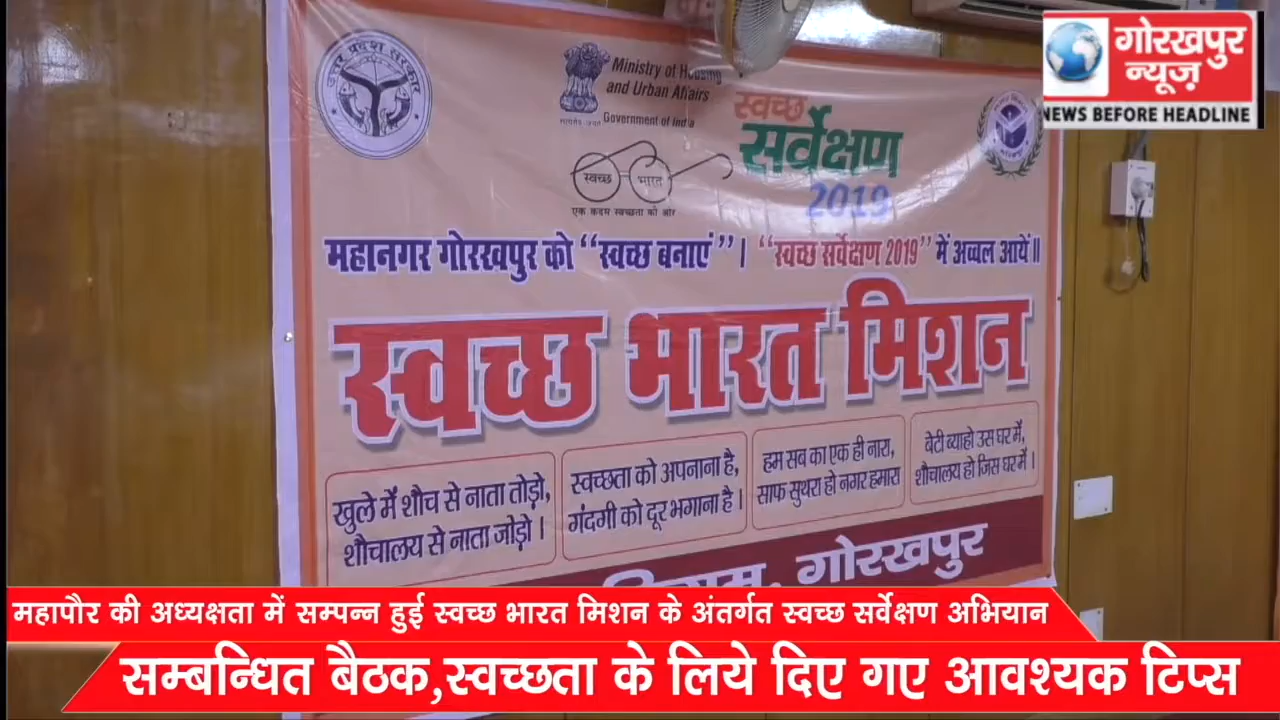 गोरखपुर
न्यूज़
NEWS BEFORE HEADLINE
उत्तर प्रदेश सरकार
Ministry of Housing
and Urban Affairs
Government of India
स्वच्छ
सर्वेक्षण
2019
स्वच्छ भारत
एक कदम स्वच्छता की ओर
महानगर गोरखपुर को “स्वच्छ बनाएं”। “स्वच्छ सर्वेक्षण 2019” में अव्वल आयें॥
स्वच्छ भारत मिशन
खुले में शौच से नाता तोड़ो,
शौचालय से नाता जोड़ो।
स्वच्छता को अपनाना है,
गंदगी को दूर भगाना है।
हम सब का एक ही नारा,
साफ सुथरा हो नगर हमारा
बेटी ब्याहो उस घर में,
शौचालय हो जिस घर में।
गोरखपुर
महापौर की अध्यक्षता में सम्पन्न हुई स्वच्छ भारत मिशन के अंतर्गत स्वच्छ सर्वेक्षण अभियान
सम्बन्धित बैठक,स्वच्छता के लिये दिए गए आवश्यक टिप्स